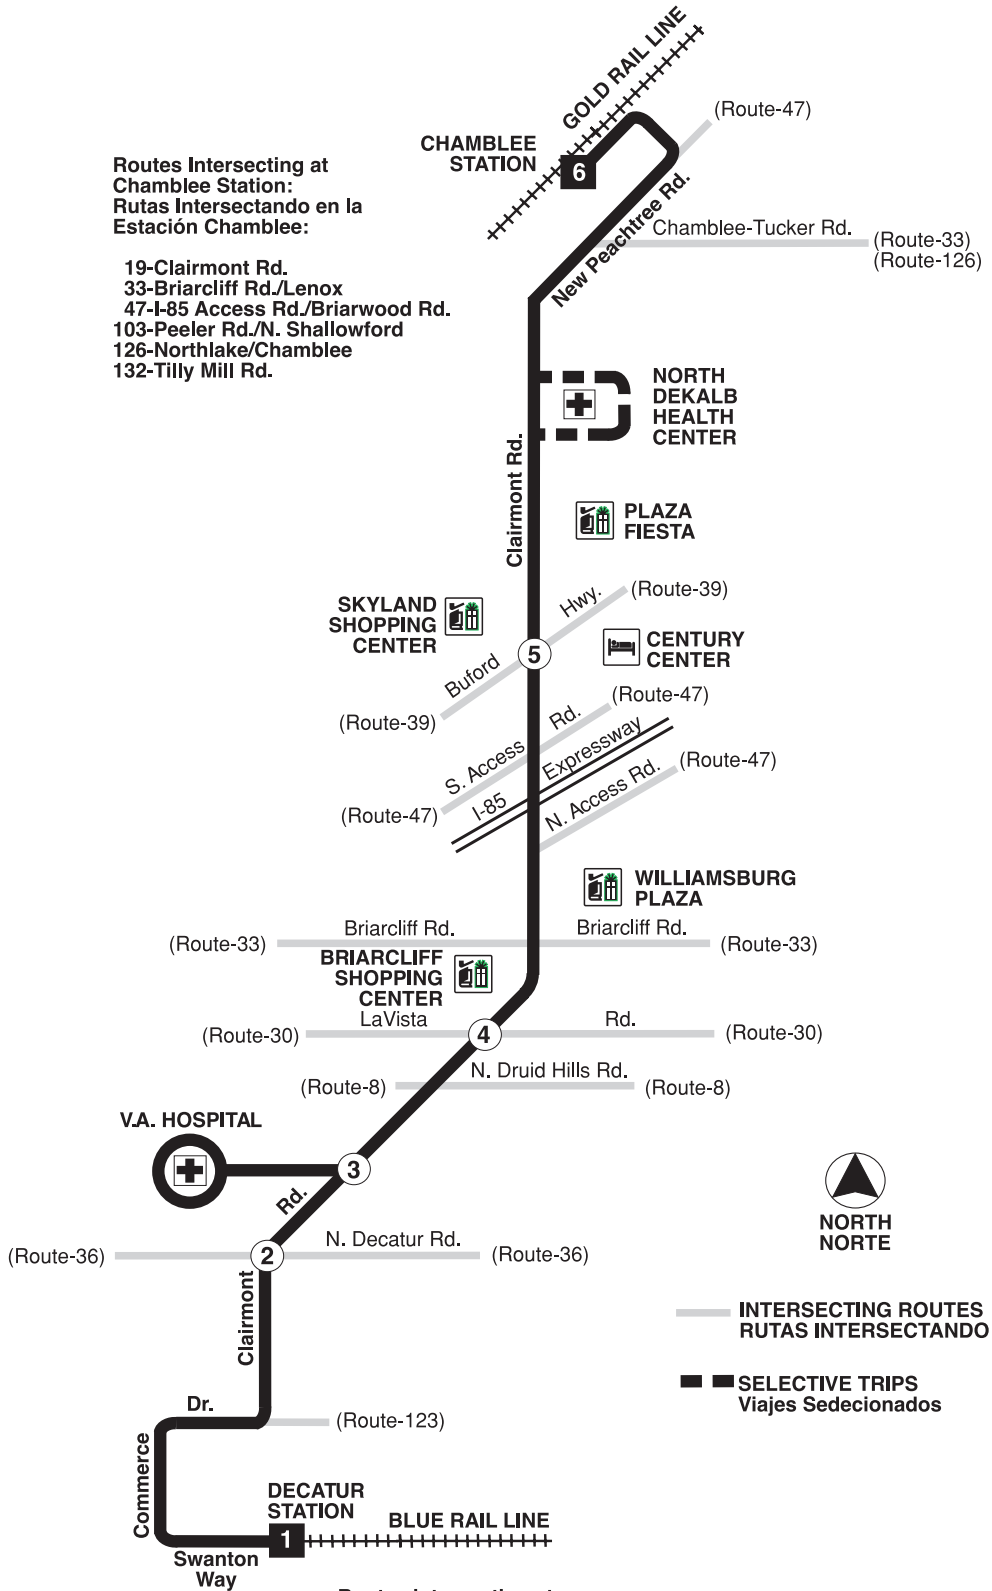 GOLD RAIL LINE
(Route-47)
CHAMBLEE
STATION
6
Routes Intersecting at
Chamblee Station:
Rutas Intersectando en la
Estación Chamblee:
19-Clairmont Rd.
33-Briarcliff Rd./Lenox
47-I-85 Access Rd./Briarwood Rd.
103-Peeler Rd./N. Shallowford
126-Northlake/Chamblee
132-Tilly Mill Rd.
New Peachtree Rd.
Chamblee-Tucker Rd.
(Route-33)
(Route-126)
NORTH
DEKALB
HEALTH
CENTER
Clairmont Rd.
PLAZA
FIESTA
SKYLAND
SHOPPING
CENTER
Buford Hwy.
(Route-39)
5
CENTURY
CENTER
(Route-39)
S. Access Rd.
(Route-47)
(Route-47)
I-85 Expressway
N. Access Rd.
(Route-47)
WILLIAMSBURG
PLAZA
(Route-33)
Briarcliff Rd.
Briarcliff Rd.
(Route-33)
BRIARCLIFF
SHOPPING
CENTER
(Route-30)
LaVista
4
Rd.
(Route-30)
(Route-8)
N. Druid Hills Rd.
(Route-8)
V.A. HOSPITAL
3
Rd.
NORTH
NORTE
(Route-36)
2
N. Decatur Rd.
(Route-36)
Clairmont
INTERSECTING ROUTES
RUTAS INTERSECTANDO
SELECTIVE TRIPS
Viajes Sedecionados
Dr.
(Route-123)
Commerce
DECATUR
STATION
1
BLUE RAIL LINE
Swanton
Way